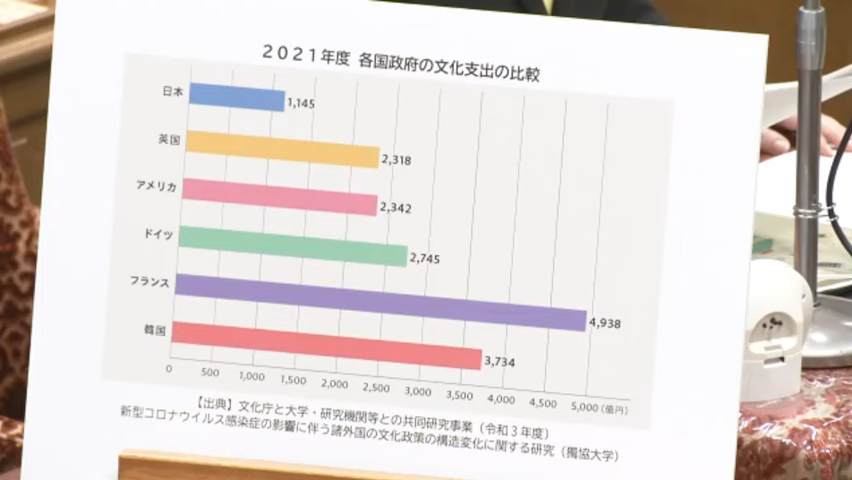 ２０２１年度 各国政府の文化支出の比較
日本 1,145
英国 2,318
アメリカ 2,342
ドイツ 2,745
フランス 4,938
韓国 3,734
0 500 1,000 1,500 2,000 2,500 3,000 3,500 4,000 4,500 5,000 (億円)
【出典】文化庁と大学・研究機関等との共同研究事業（令和３年度）
新型コロナウイルス感染症の影響に伴う諸外国の文化政策の構造変化に関する研究（獨協大学）